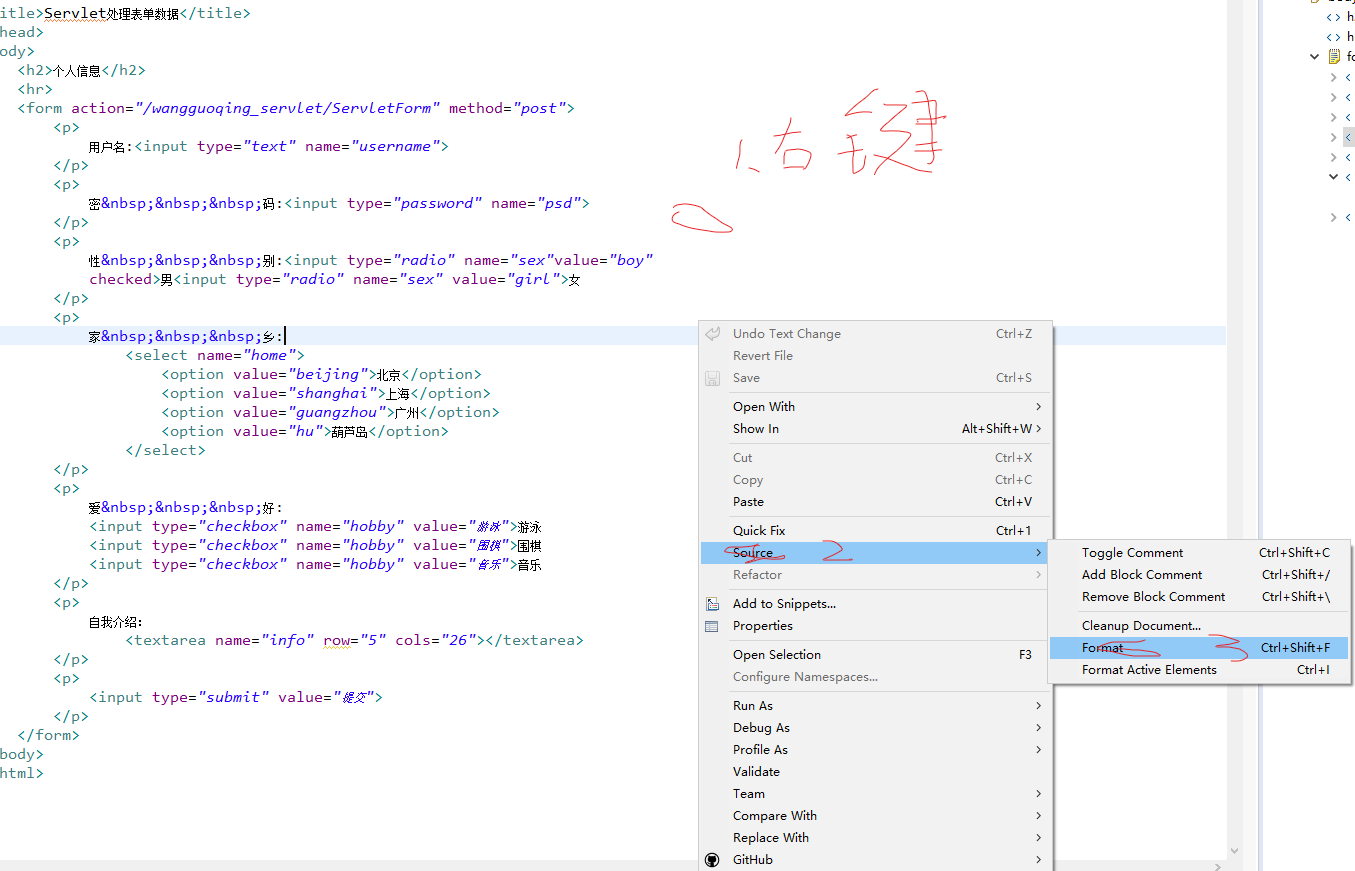 itle>Servlet处理表单数据</title>
head>
ody>
<h2>个人信息</h2>
<hr>
<form action="/wangguoqing_servlet/ServletForm" method="post">
<p>
用户名:<input type="text" name="username">
</p>
<p>
密&nbsp;&nbsp;&nbsp;码:<input type="password" name="psd">
</p>
<p>
性&nbsp;&nbsp;&nbsp;别:<input type="radio" name="sex"value="boy"
checked>男<input type="radio" name="sex" value="girl">女
</p>
<p>
家&nbsp;&nbsp;&nbsp;乡:
<select name="home">
<option value="beijing">北京</option>
<option value="shanghai">上海</option>
<option value="guangzhou">广州</option>
<option value="hu">葫芦岛</option>
</select>
</p>
<p>
爱&nbsp;&nbsp;&nbsp;好:
<input type="checkbox" name="hobby" value="游泳">游泳
<input type="checkbox" name="hobby" value="围棋">围棋
<input type="checkbox" name="hobby" value="音乐">音乐
</p>
<p>
自我介绍:
<textarea name="info" row="5" cols="26"></textarea>
</p>
<p>
<input type="submit" value="提交">
</p>
</form>
body>
html>
1.右键
Undo Text Change Ctrl+Z
Revert File
Save Ctrl+S
Open With
Show In Alt+Shift+W
Cut Ctrl+X
Copy Ctrl+C
Paste Ctrl+V
Quick Fix Ctrl+1
Source 2
Refactor
Add to Snippets...
Properties
Open Selection F3
Configure Namespaces...
Run As
Debug As
Profile As
Validate
Team
Compare With
Replace With
GitHub
Toggle Comment Ctrl+Shift+C
Add Block Comment Ctrl+Shift+/
Remove Block Comment Ctrl+Shift+\
Cleanup Document...
Format 3 Ctrl+Shift+F
Format Active Elements Ctrl+I